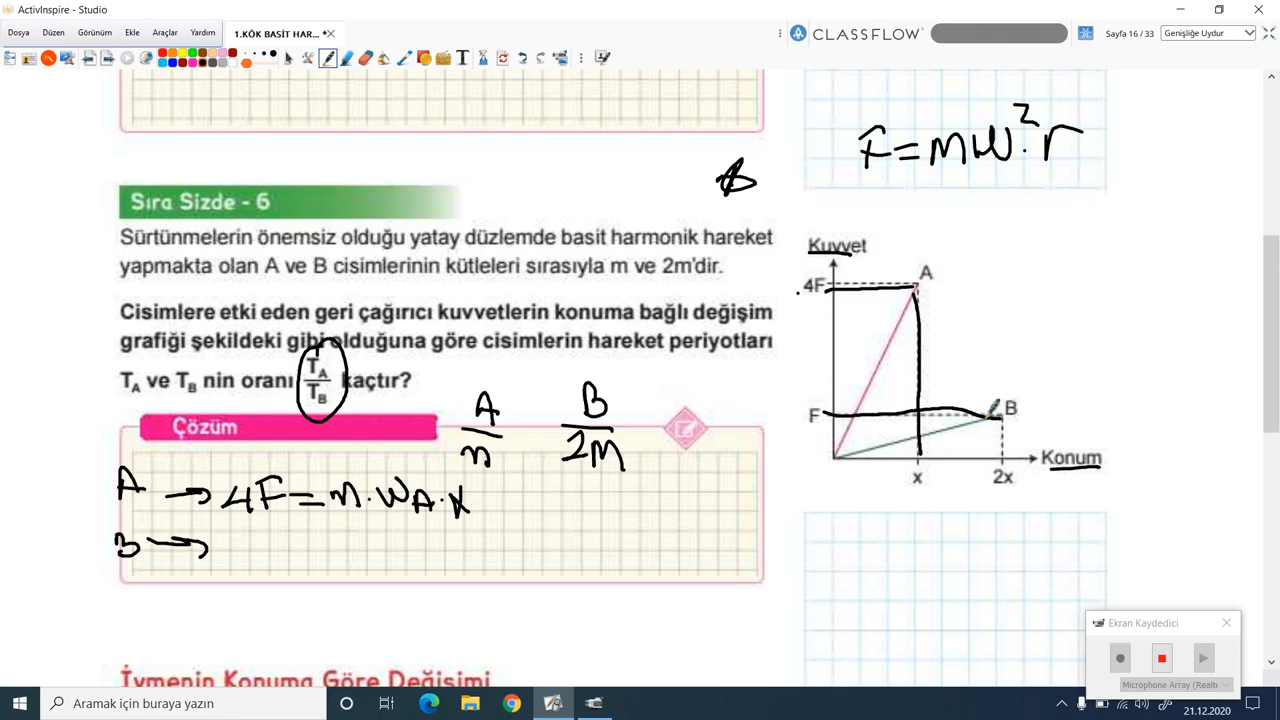 ActivInspire - Studio
Dosya Düzen Görünüm Ekle Araçlar Yardım
1.KÖK BASİT HAR...
CLASSFLOW
Sayfa 16 / 33
Genişliğe Uydur
F=mW².r
Sıra Sizde - 6
Sürtünmelerin önemsiz olduğu yatay düzlemde basit harmonik hareket
yapmakta olan A ve B cisimlerinin kütleleri sırasıyla m ve 2m'dir.
Cisimlere etki eden geri çağırıcı kuvvetlerin konuma bağlı değişim
grafiği şekildeki gibi olduğuna göre cisimlerin hareket periyotları
TA ve TB nin oranı TA/TB kaçtır?
Kuvvet
4F
A
F
B
Konum
x
2x
Çözüm
A B
m 2M
A → 4F=m.WA.x
B →
İvmenin Konuma Göre Değişimi
Ekran Kaydedici
Microphone Array (Realte
Aramak için buraya yazın
21.12.2020